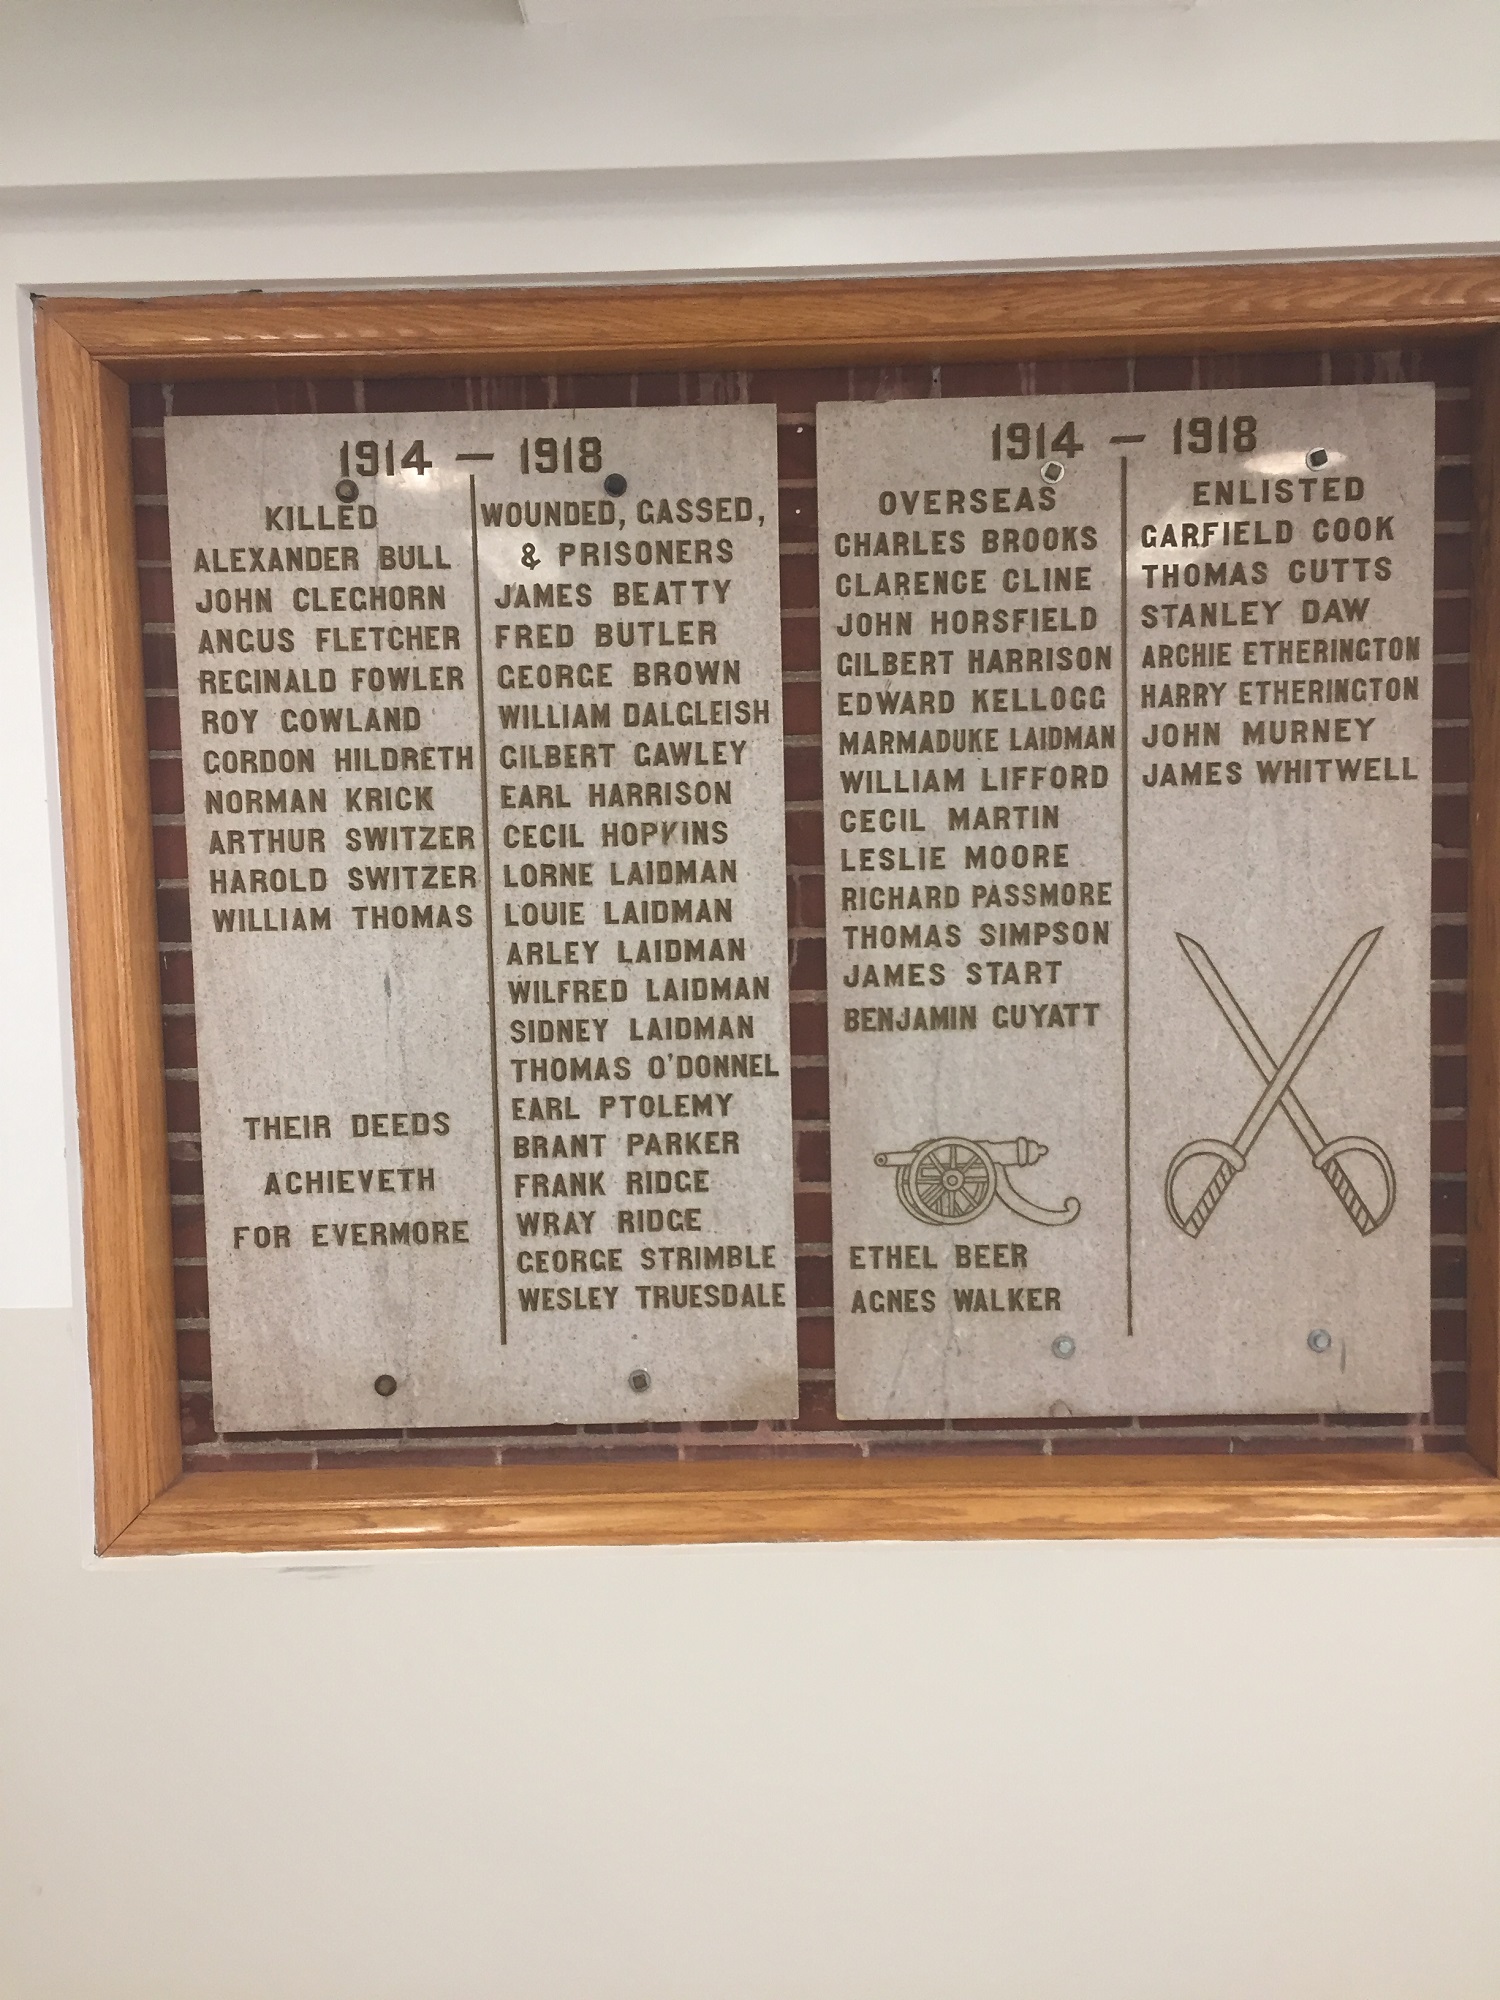 1914 — 1918
KILLED
ALEXANDER BULL
JOHN CLEGHORN
ANGUS FLETCHER
REGINALD FOWLER
ROY GOWLAND
GORDON HILDRETH
NORMAN KRICK
ARTHUR SWITZER
HAROLD SWITZER
WILLIAM THOMAS
THEIR DEEDS
ACHIEVETH
FOR EVERMORE
WOUNDED, GASSED,
& PRISONERS
JAMES BEATTY
FRED BUTLER
GEORGE BROWN
WILLIAM DALGLEISH
GILBERT GAWLEY
EARL HARRISON
CECIL HOPKINS
LORNE LAIDMAN
LOUIE LAIDMAN
ARLEY LAIDMAN
WILFRED LAIDMAN
SIDNEY LAIDMAN
THOMAS O'DONNEL
EARL PTOLEMY
BRANT PARKER
FRANK RIDGE
WRAY RIDGE
GEORGE STRIMBLE
WESLEY TRUESDALE
1914 — 1918
OVERSEAS
CHARLES BROOKS
CLARENCE CLINE
JOHN HORSFIELD
GILBERT HARRISON
EDWARD KELLOGG
MARMADUKE LAIDMAN
WILLIAM LIFFORD
CECIL MARTIN
LESLIE MOORE
RICHARD PASSMORE
THOMAS SIMPSON
JAMES START
BENJAMIN GUYATT
ETHEL BEER
AGNES WALKER
ENLISTED
GARFIELD COOK
THOMAS CUTTS
STANLEY DAW
ARCHIE ETHERINGTON
HARRY ETHERINGTON
JOHN MURNEY
JAMES WHITWELL